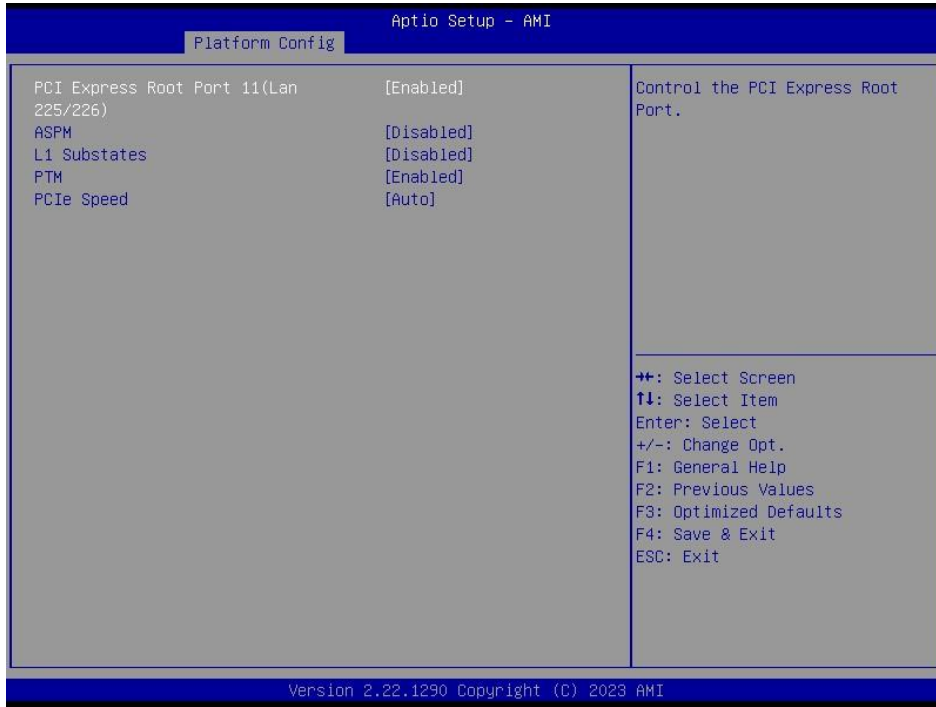 Aptio Setup – AMI
Platform Config
PCI Express Root Port 11(Lan [Enabled]
225/226)
ASPM [Disabled]
L1 Substates [Disabled]
PTM [Enabled]
PCIe Speed [Auto]
Control the PCI Express Root
Port.
→←: Select Screen
↑↓: Select Item
Enter: Select
+/-: Change Opt.
F1: General Help
F2: Previous Values
F3: Optimized Defaults
F4: Save & Exit
ESC: Exit
Version 2.22.1290 Copyright (C) 2023 AMI